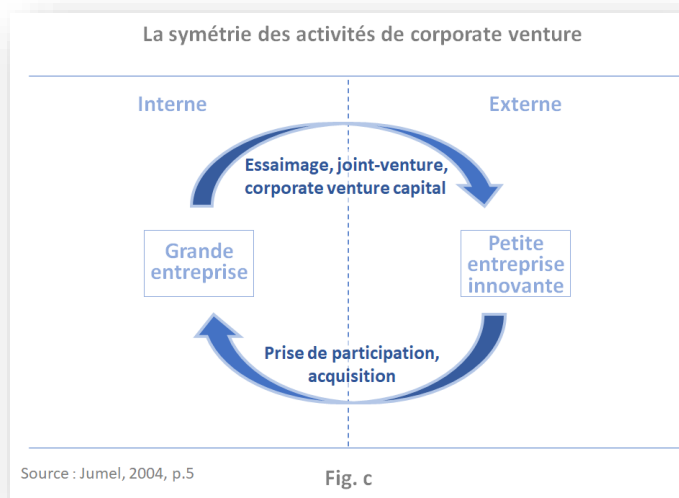 La symétrie des activités de corporate venture
Interne
Externe
Essaimage, joint-venture,
corporate venture capital
Grande
entreprise
Petite
entreprise
innovante
Prise de participation,
acquisition
Source : Jumel, 2004, p.5
Fig. c